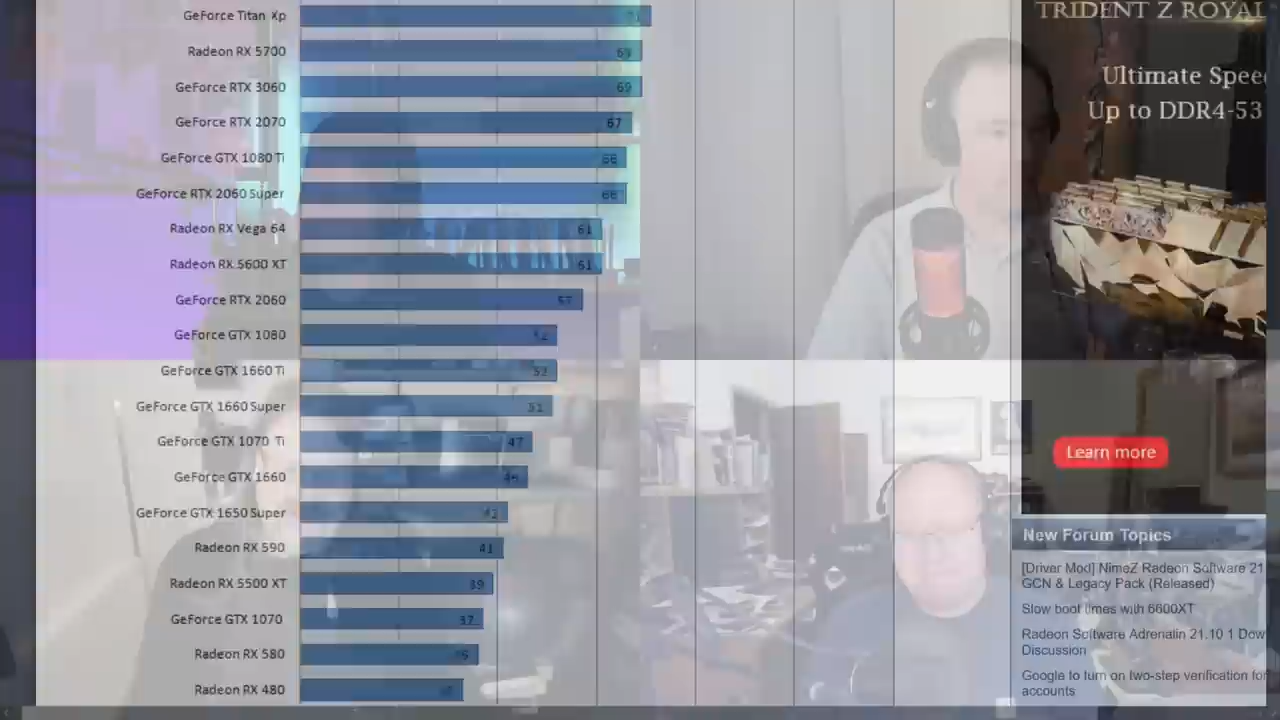 GeForce Titan Xp
Radeon RX 5700 69
GeForce RTX 3060 69
GeForce RTX 2070 67
GeForce GTX 1080 Ti 66
GeForce RTX 2060 Super 66
Radeon RX Vega 64 61
Radeon RX 5600 XT 61
GeForce RTX 2060 57
GeForce GTX 1080 52
GeForce GTX 1660 Ti 52
GeForce GTX 1660 Super 51
GeForce GTX 1070 Ti 47
GeForce GTX 1660 46
GeForce GTX 1650 Super 42
Radeon RX 590 41
Radeon RX 5500 XT 39
GeForce GTX 1070 37
Radeon RX 580
Radeon RX 480
TRIDENT Z ROYAL
Ultimate Spee
Up to DDR4-53
Learn more
New Forum Topics
[Driver Mod] NimeZ Radeon Software 21
GCN & Legacy Pack (Released)
Slow boot times with 6600XT
Radeon Software Adrenalin 21.10 1 Dow
Discussion
Google to turn on two-step verification for
accounts